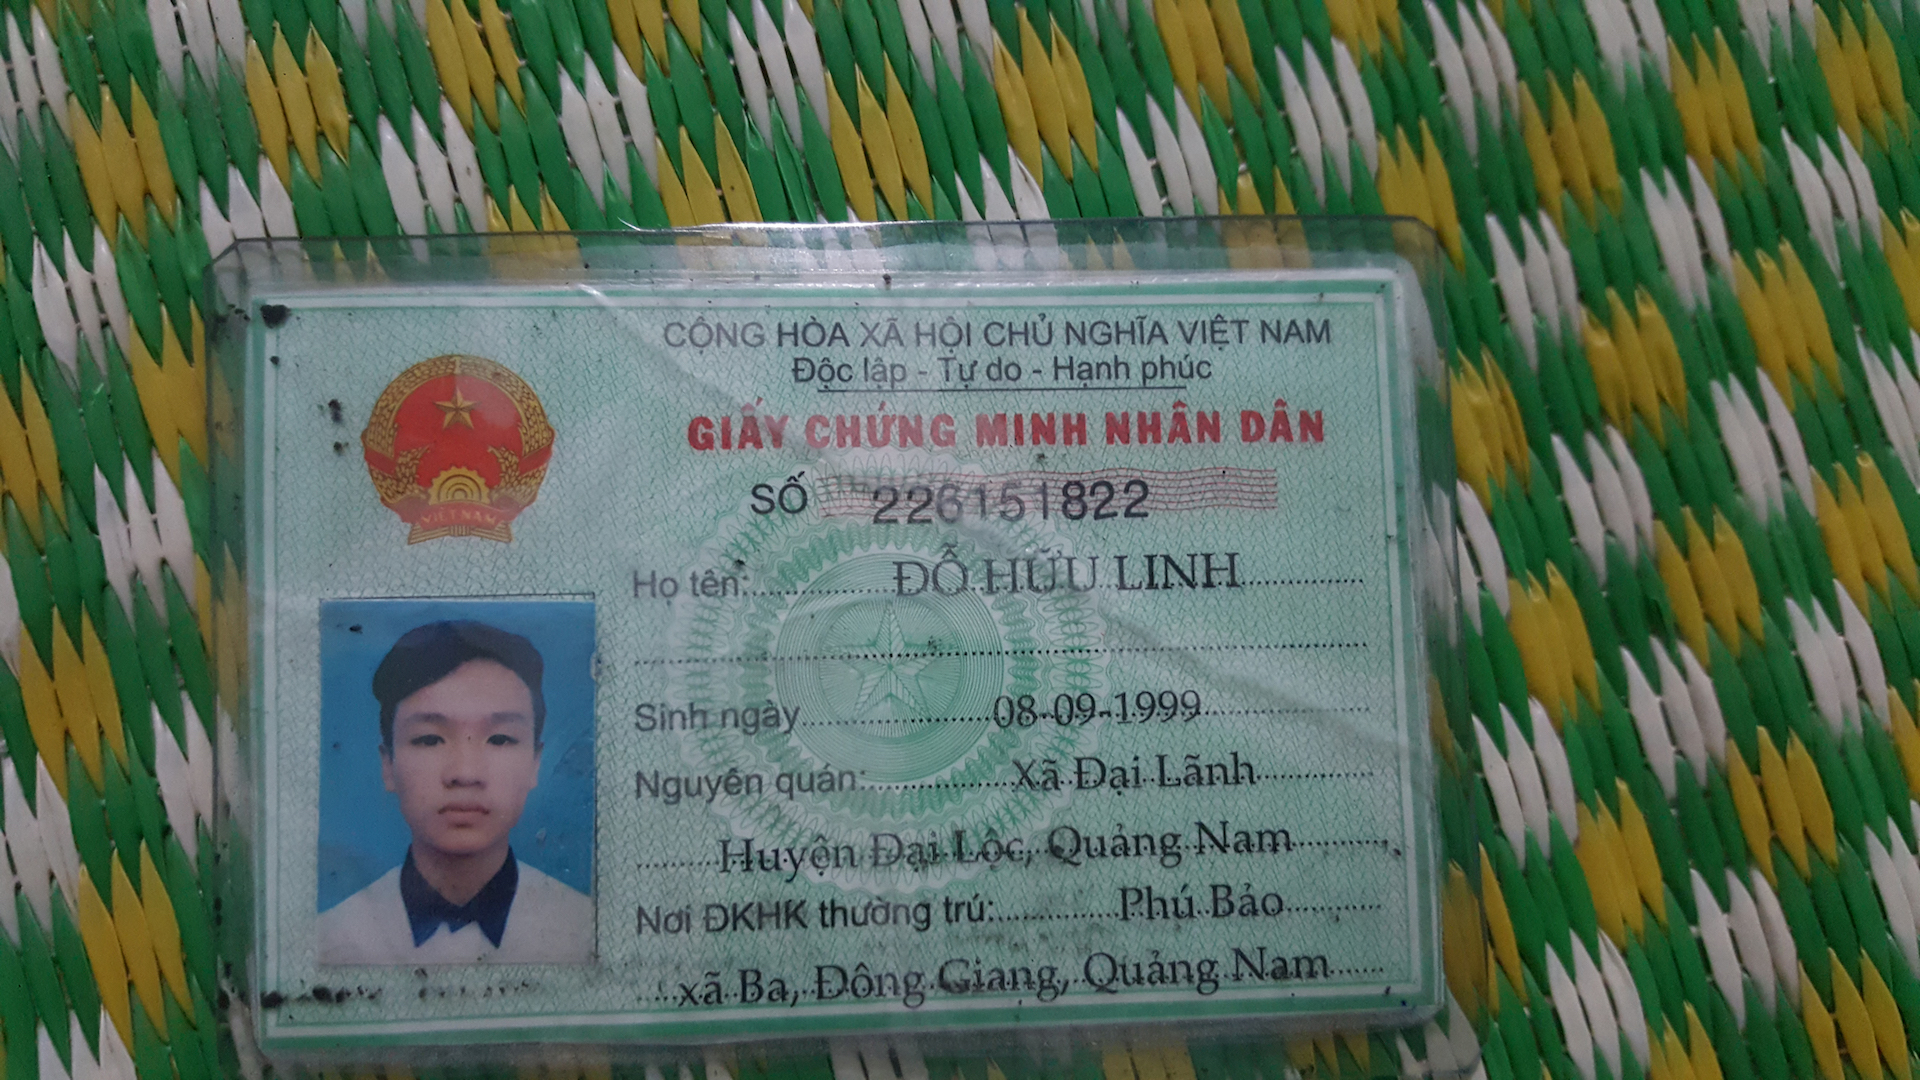 CỘNG HÒA XÃ HỘI CHỦ NGHĨA VIỆT NAM
Độc lập - Tự do - Hạnh phúc
GIẤY CHỨNG MINH NHÂN DÂN
SỐ 226151822
VIỆT NAM
Họ tên: ĐỖ HỮU LINH
Sinh ngày 08-09-1999
Nguyên quán: Xã Đại Lãnh
Huyện Đại Lộc, Quảng Nam
Nơi ĐKHK thường trú: Phú Bảo
xã Ba, Đông Giang, Quảng Nam